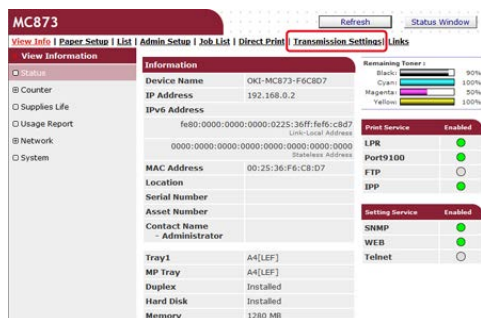 MC873
Refresh
Status Window
View Info | Paper Setup | List | Admin Setup | Job List | Direct Print | Transmission Settings | Links
View Information
Status
Counter
Supplies Life
Usage Report
Network
System
Information
Device Name OKI-MC873-F6C8D7
IP Address 192.168.0.2
IPv6 Address
fe80:0000:0000:0000:0225:36ff:fef6:c8d7
Link-Local Address
0000:0000:0000:0000:0000:0000:0000:0000
Stateless Address
MAC Address 00:25:36:F6:C8:D7
Location
Serial Number
Asset Number
Contact Name
- Administrator
Tray1 A4[LEF]
MP Tray A4[LEF]
Duplex Installed
Hard Disk Installed
Memory 1280 MB
Remaining Toner :
Black: 90%
Cyan: 100%
Magenta: 50%
Yellow: 100%
Print Service Enabled
LPR
Port9100
FTP
IPP
Setting Service Enabled
SNMP
WEB
Telnet